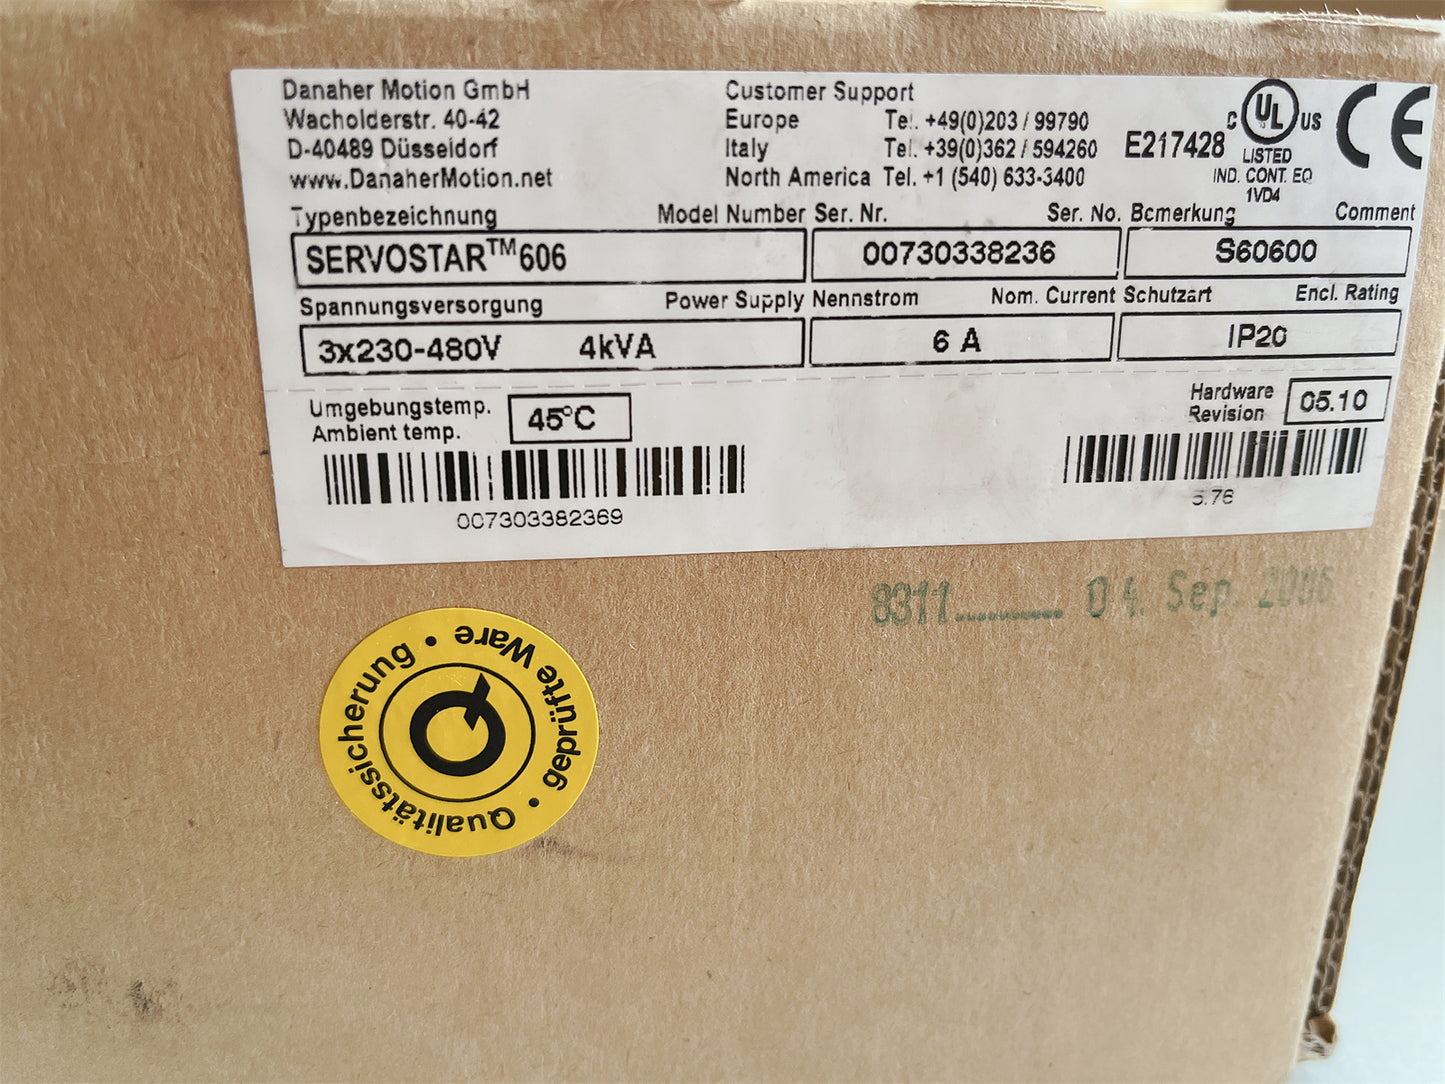 Danaher Motion GmbH
Wacholderstr. 40-42
D-40489 Düsseldorf
www.DanaherMotion.net
Customer Support
Europe Tel. +49(0)203 / 99790
Italy Tel. +39(0)362 / 594260
North America Tel. +1 (540) 633-3400
E217428
C UL US
LISTED
IND. CONT. EQ
1VD4
CE
Typenbezeichnung Model Number Ser. Nr. Ser. No. Bemerkung Comment
SERVOSTAR™606 00730338236 S60600
Spannungsversorgung Power Supply Nennstrom Nom. Current Schutzart Encl. Rating
3x230-480V 4kVA 6 A IP20
Umgebungstemp.
Ambient temp.
45°C
Hardware
Revision
05.10
007303382369
5.76
8311 04. Sep. 2006
Qualitätssicherung • geprüfte Ware •
Q